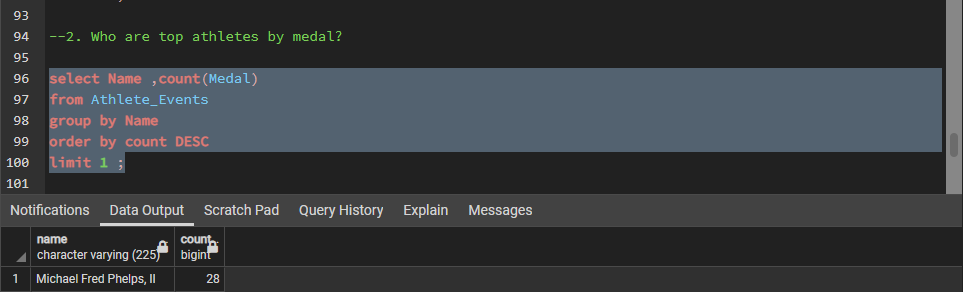 93
94 --2. Who are top athletes by medal?
95
96 select Name ,count(Medal)
97 from Athlete_Events
98 group by Name
99 order by count DESC
100 limit 1 ;
101
Notifications Data Output Scratch Pad Query History Explain Messages
name count
character varying (225) bigint
1 Michael Fred Phelps, II 28